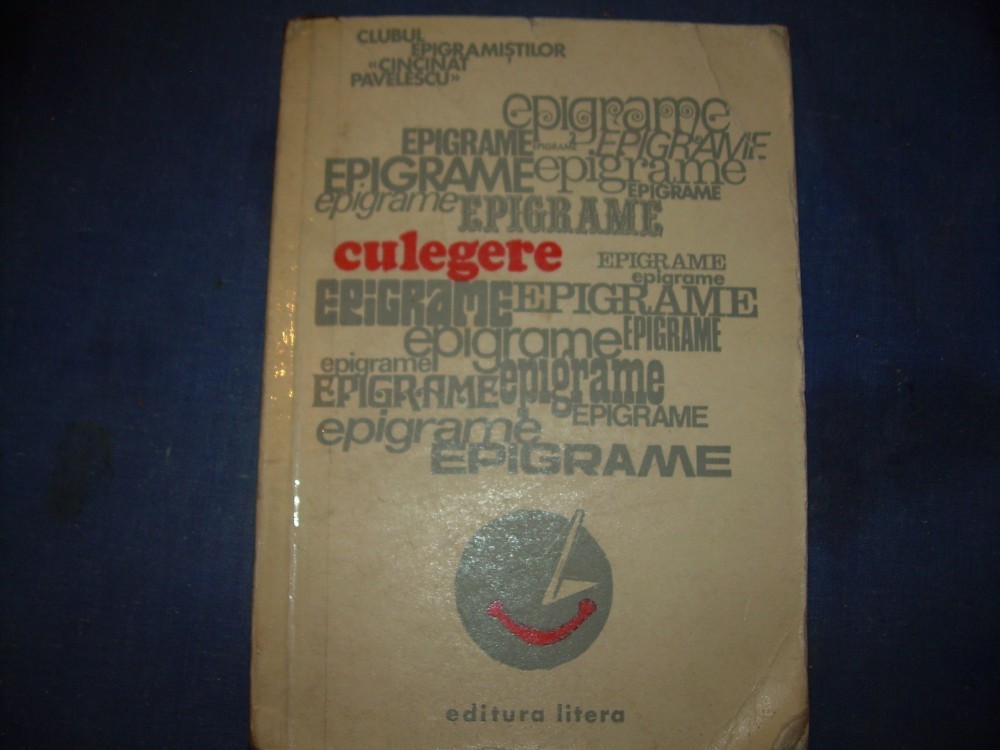 CLUBUL
EPIGRAMIȘTILOR
«CINCINAT
PAVELESCU»
epigrame
EPIGRAME EPIGRAME EPIGRAME
EPIGRAME epigrame
EPIGRAME
epigrame EPIGRAME
culegere EPIGRAME
epigrame
EPIGRAME EPIGRAME
epigrame EPIGRAME
epigrame
EPIGRAME epigrame
EPIGRAME
epigrame
EPIGRAME
editura litera